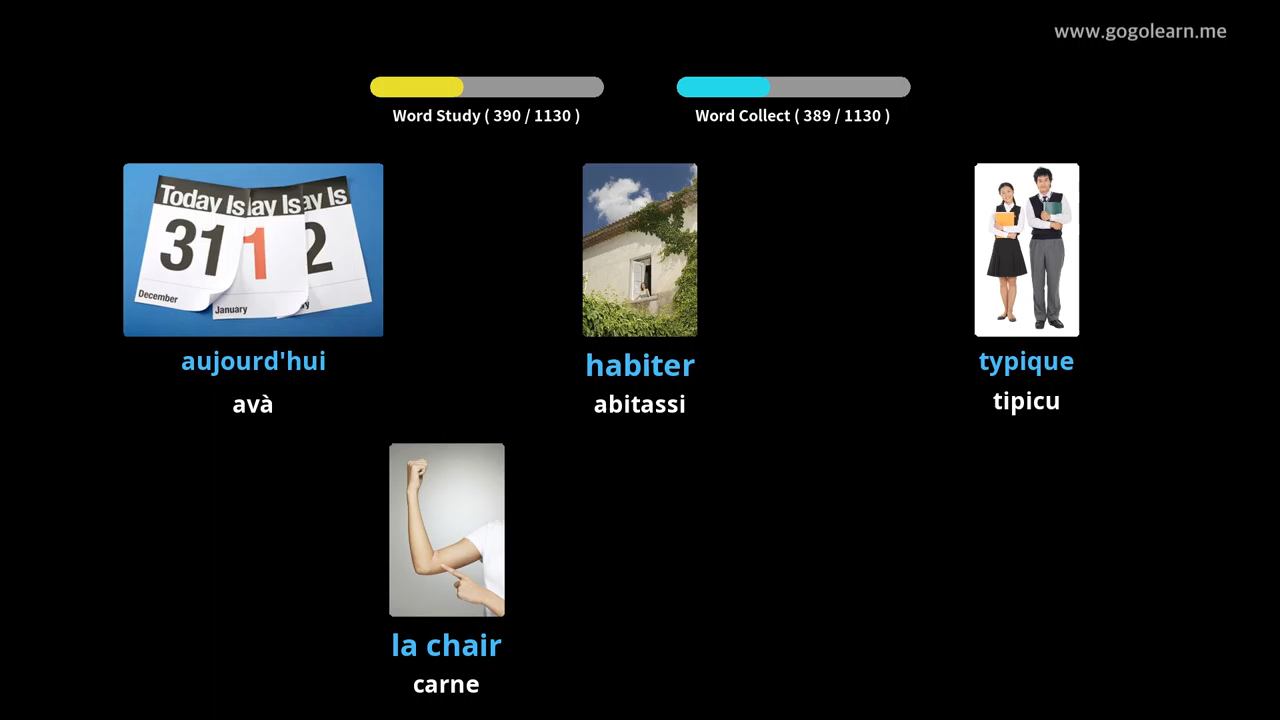 www.gogolearn.me
Word Study ( 390 / 1130 )
Word Collect ( 389 / 1130 )
Today Is
ay Is
ay Is
31
1
2
December
January
aujourd'hui
habiter
typique
avà
abitassi
tipicu
la chair
carne